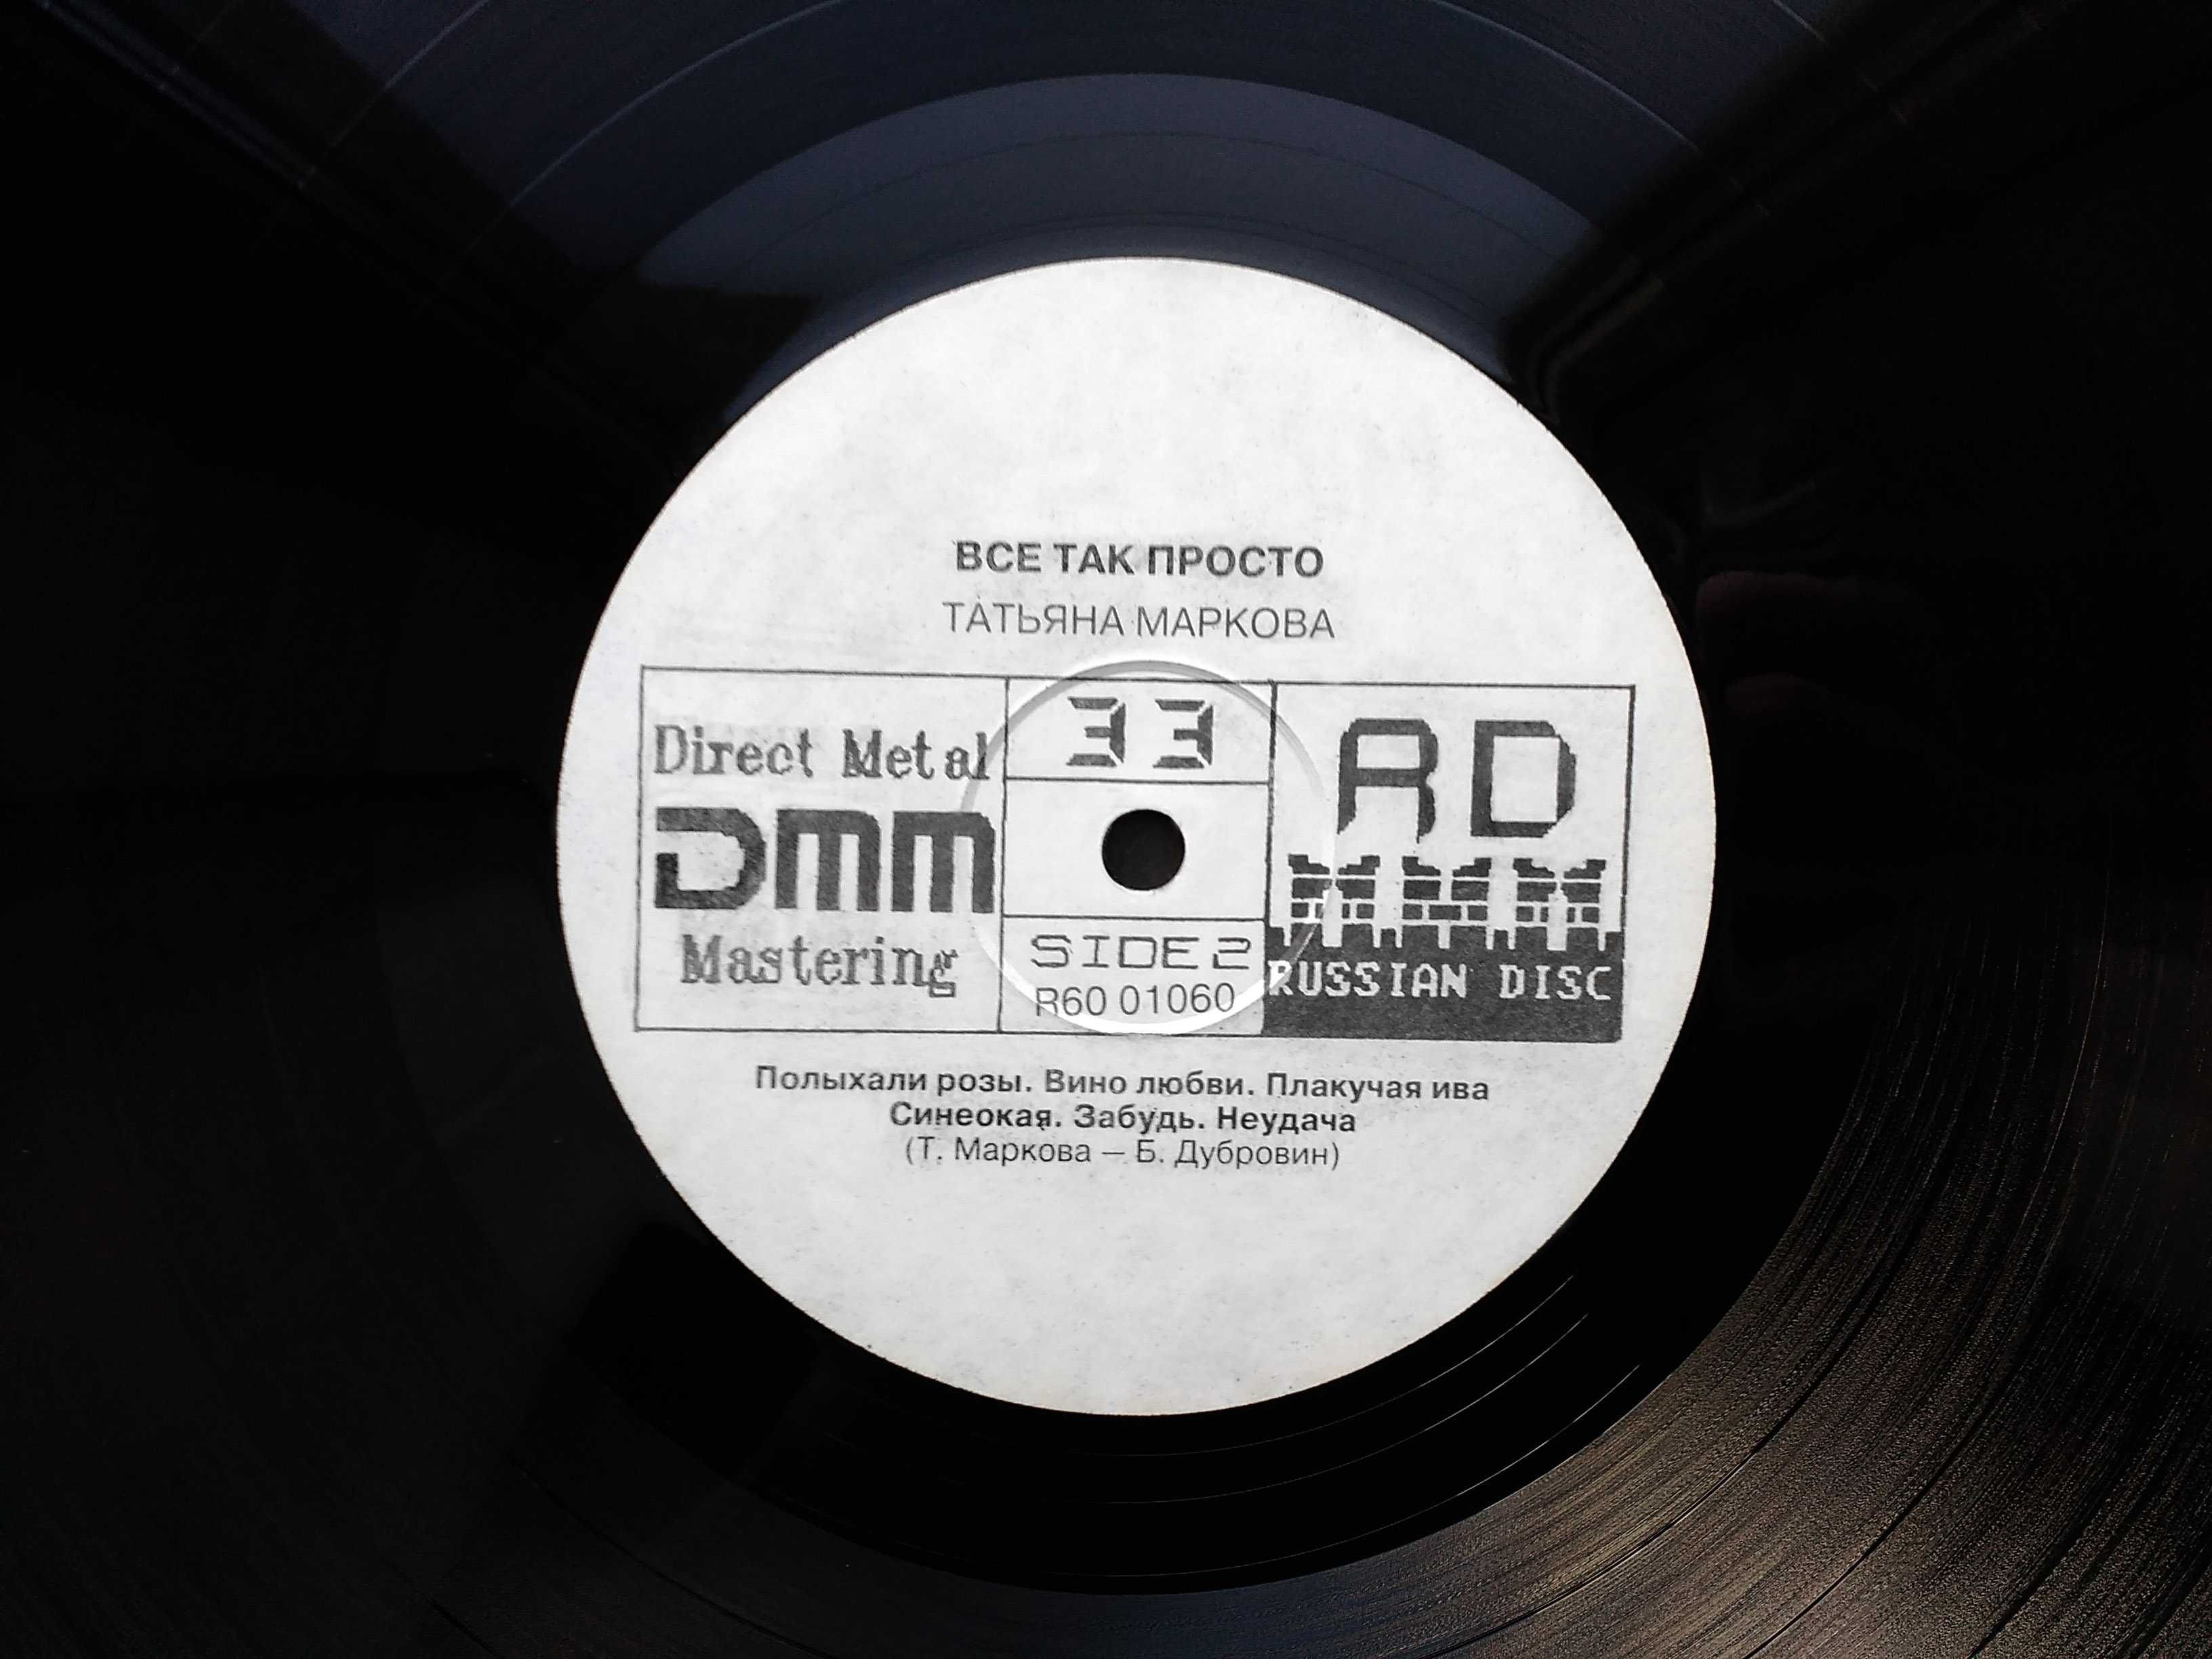 ВСЕ ТАК ПРОСТО
ТАТЬЯНА МАРКОВА
Direct Metal
DMM
Mastering
33
SIDE 2
R60 01060
RD
RUSSIAN DISC
Полыхали розы. Вино любви. Плакучая ива
Синеокая. Забудь. Неудача
(Т. Маркова – Б. Дубровин)